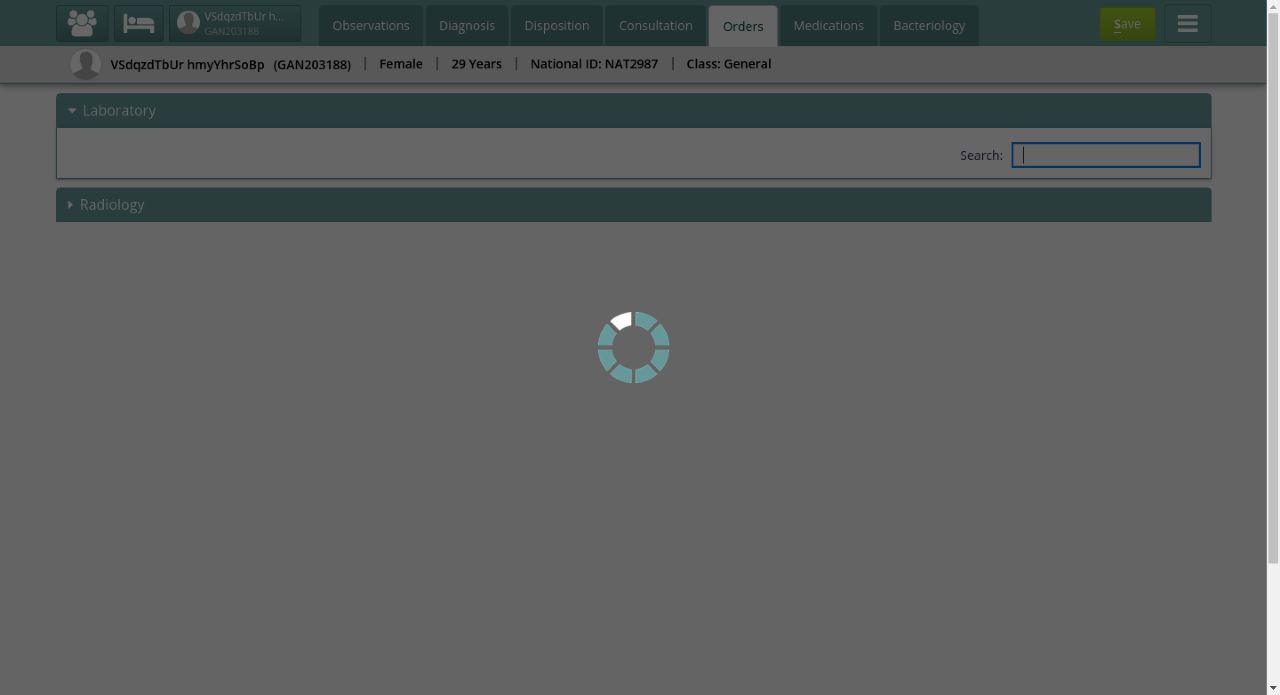 VSdqzdTbUr h...
GAN203188
Observations
Diagnosis
Disposition
Consultation
Orders
Medications
Bacteriology
Save
VSdqzdTbUr hmyYhrSoBp (GAN203188) | Female | 29 Years | National ID: NAT2987 | Class: General
Laboratory
Search:
Radiology